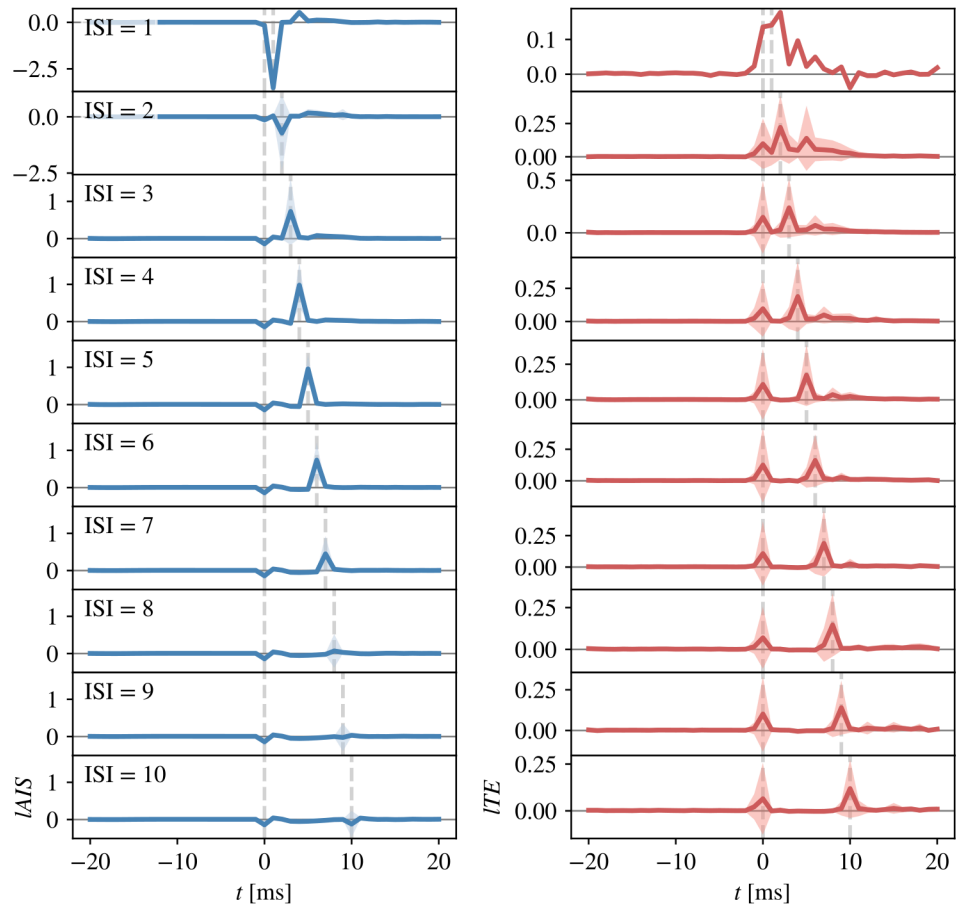 0.0
−2.5
ISI = 1
0.0
−2.5
ISI = 2
1
0
ISI = 3
1
0
ISI = 4
1
0
ISI = 5
1
0
ISI = 6
1
0
ISI = 7
1
0
ISI = 8
1
0
ISI = 9
1
0
ISI = 10
lAIS
−20 −10 0 10 20
t [ms]
0.1
0.0
0.25
0.00
0.5
0.0
0.25
0.00
0.25
0.00
0.25
0.00
0.25
0.00
0.25
0.00
0.25
0.00
0.25
0.00
lTE
−20 −10 0 10 20
t [ms]